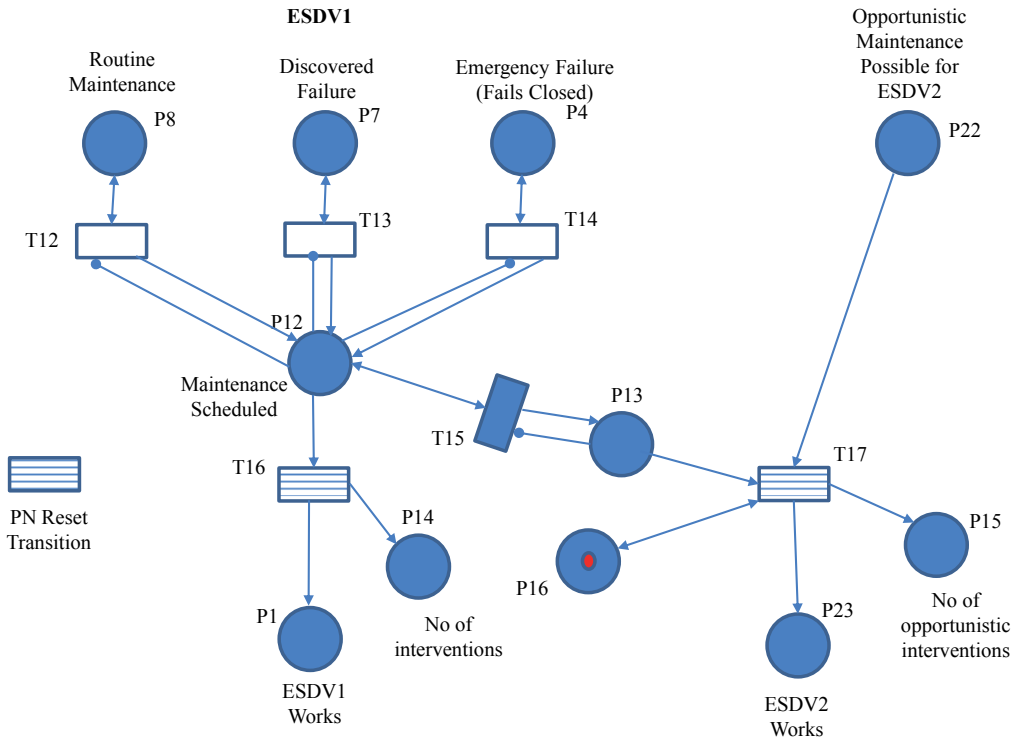 ESDV1
Routine
Maintenance
P8
Discovered
Failure
P7
Emergency Failure
(Fails Closed)
P4
Opportunistic
Maintenance
Possible for
ESDV2
P22
T12
T13
T14
P12
Maintenance
Scheduled
T15
P13
T16
T17
PN Reset
Transition
P14
No of
interventions
P16
P15
No of
opportunistic
interventions
P1
ESDV1
Works
P23
ESDV2
Works